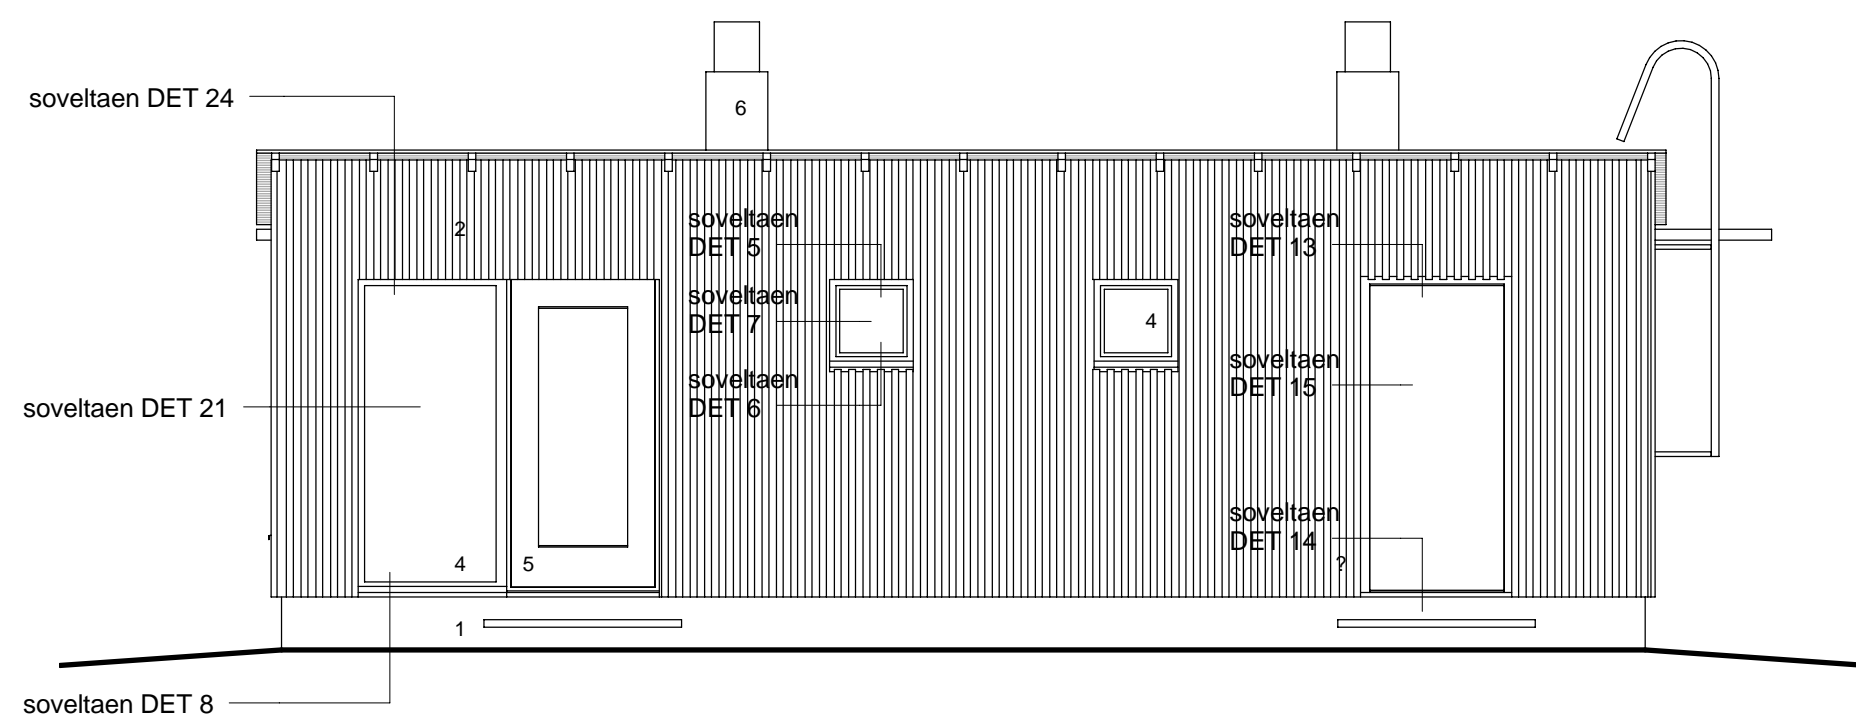 soveltaen DET 24
6
2
soveltaen
DET 5
soveltaen
DET 13
soveltaen
DET 7
4
soveltaen
DET 15
soveltaen
DET 6
soveltaen DET 21
soveltaen
DET 14
4
5
?
1
soveltaen DET 8